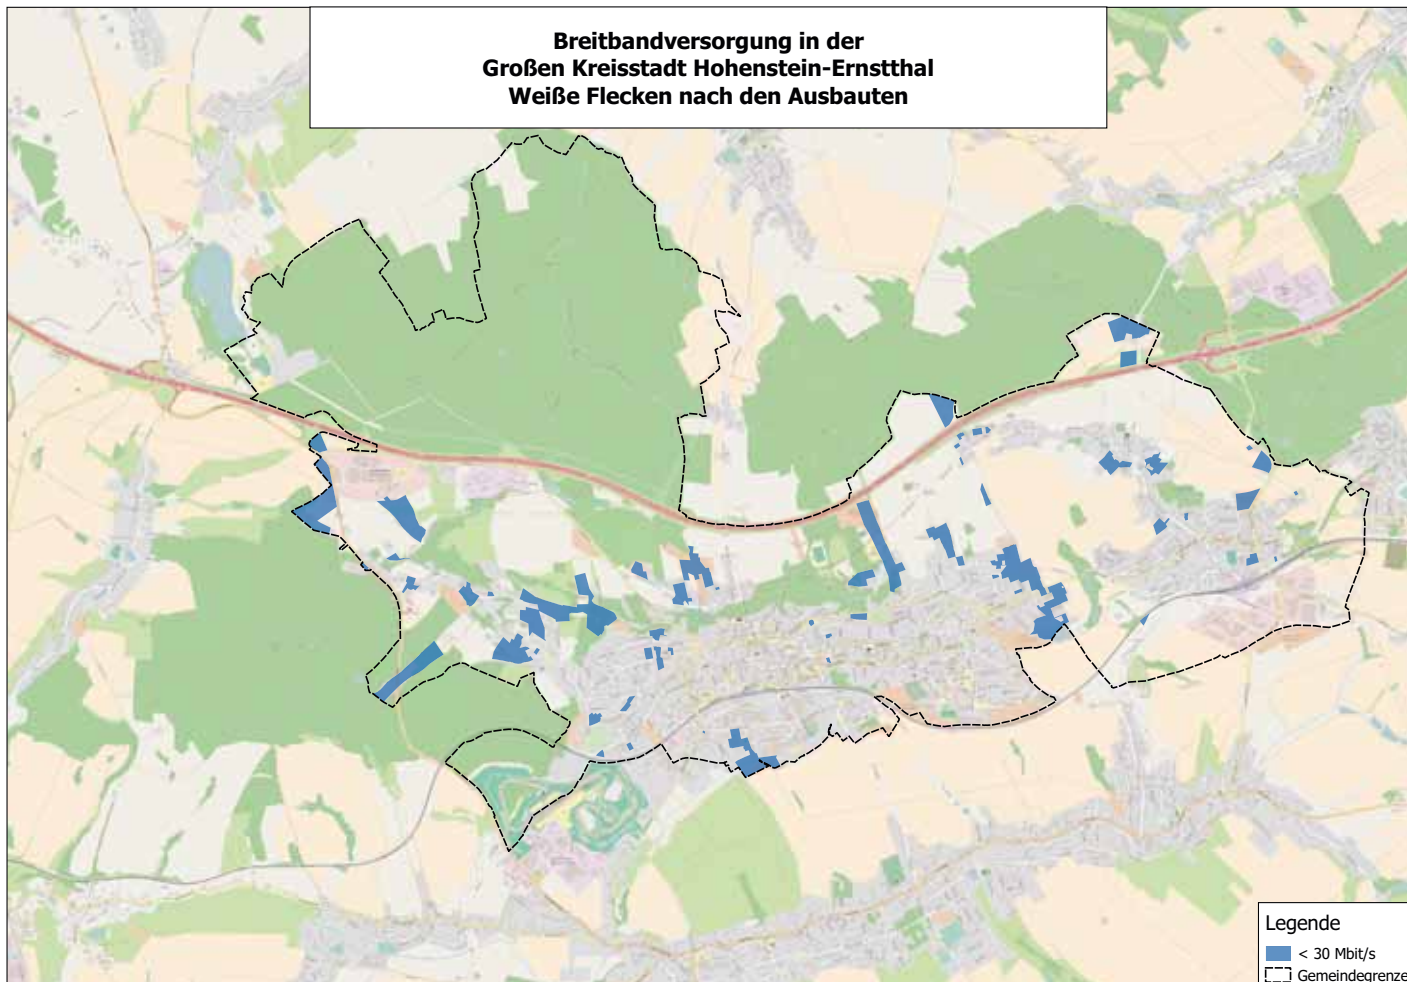 Breitbandversorgung in der
Großen Kreisstadt Hohenstein-Ernstthal
Weiße Flecken nach den Ausbauten
Legende
< 30 Mbit/s
Gemeindegrenze